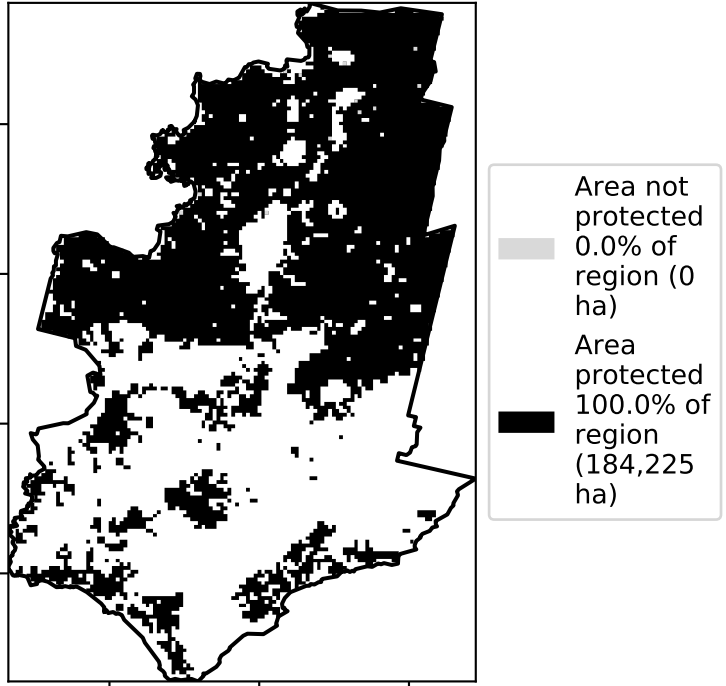 Area not
protected
0.0% of
region (0
ha)
Area
protected
100.0% of
region
(184,225
ha)